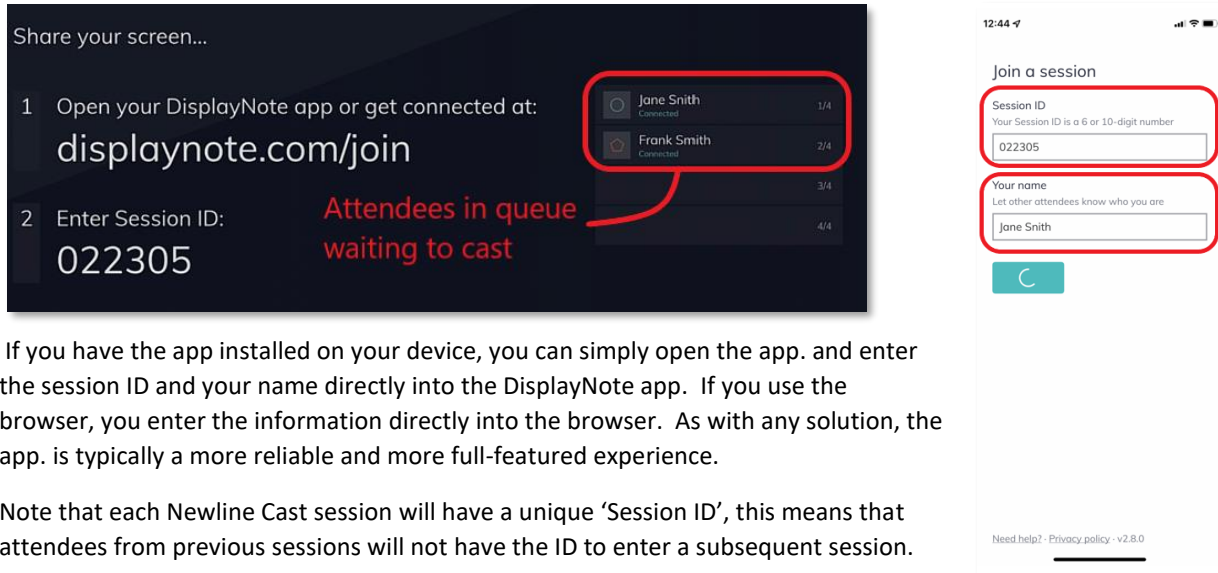 Share your screen...
1 Open your DisplayNote app or get connected at:
displaynote.com/join
2 Enter Session ID:
022305
Jane Snith 1/4
Connected
Frank Smith 2/4
Connected
3/4
4/4
Attendees in queue
waiting to cast
12:44
Join a session
Session ID
Your Session ID is a 6 or 10-digit number
022305
Your name
Let other attendees know who you are
Jane Snith
Need help? · Privacy policy · v2.8.0
If you have the app installed on your device, you can simply open the app. and enter
the session ID and your name directly into the DisplayNote app.  If you use the
browser, you enter the information directly into the browser.  As with any solution, the
app. is typically a more reliable and more full-featured experience.
Note that each Newline Cast session will have a unique ‘Session ID’, this means that
attendees from previous sessions will not have the ID to enter a subsequent session.